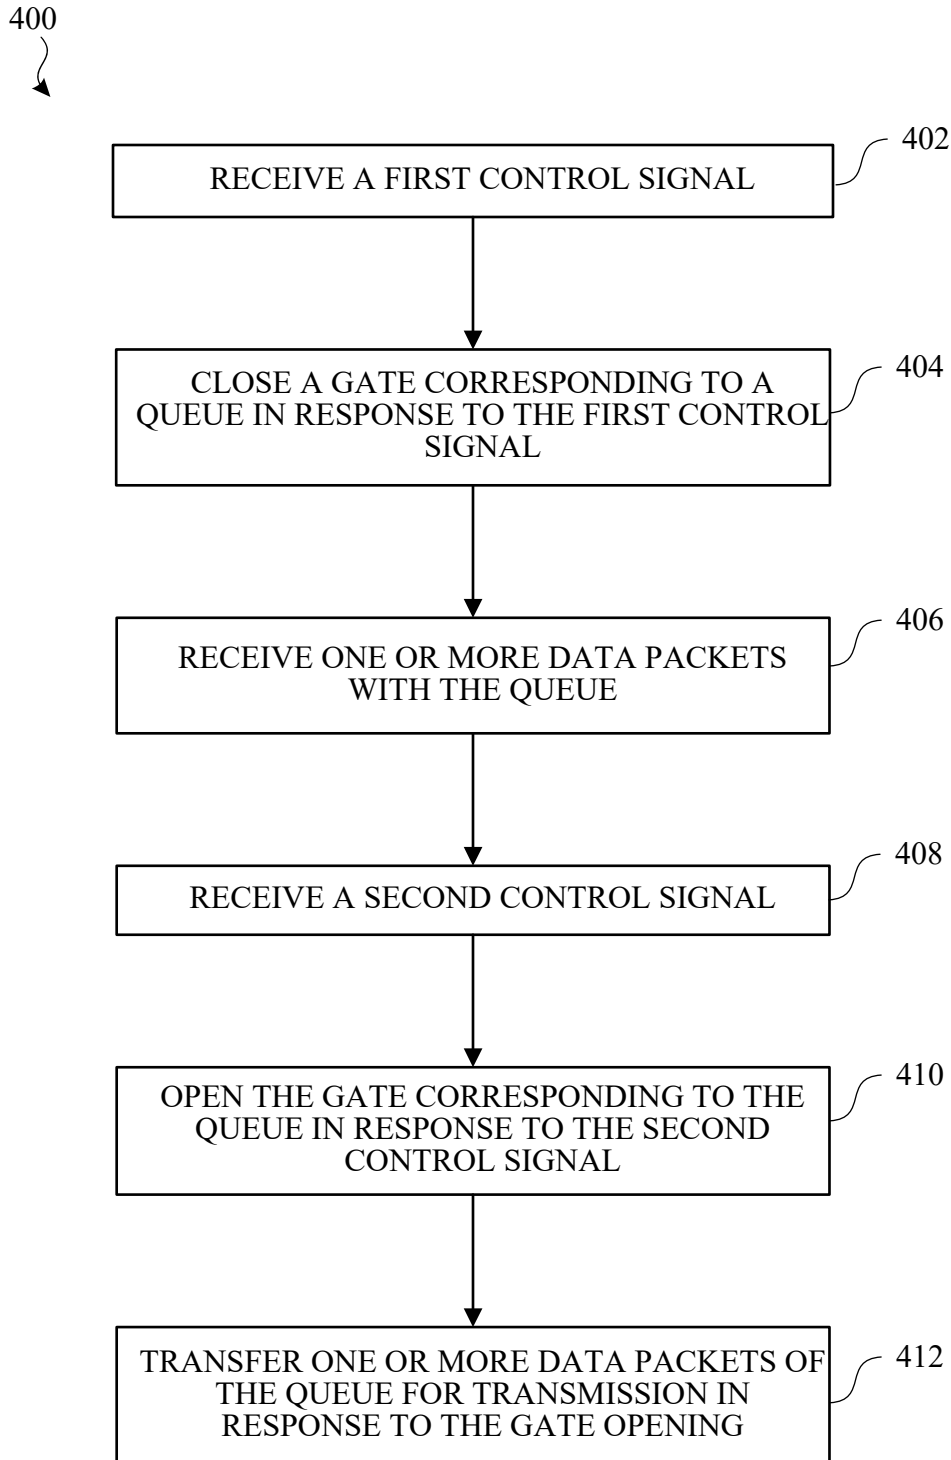 400
402
RECEIVE A FIRST CONTROL SIGNAL
404
CLOSE A GATE CORRESPONDING TO A
QUEUE IN RESPONSE TO THE FIRST CONTROL
SIGNAL
406
RECEIVE ONE OR MORE DATA PACKETS
WITH THE QUEUE
408
RECEIVE A SECOND CONTROL SIGNAL
410
OPEN THE GATE CORRESPONDING TO THE
QUEUE IN RESPONSE TO THE SECOND
CONTROL SIGNAL
412
TRANSFER ONE OR MORE DATA PACKETS OF
THE QUEUE FOR TRANSMISSION IN
RESPONSE TO THE GATE OPENING